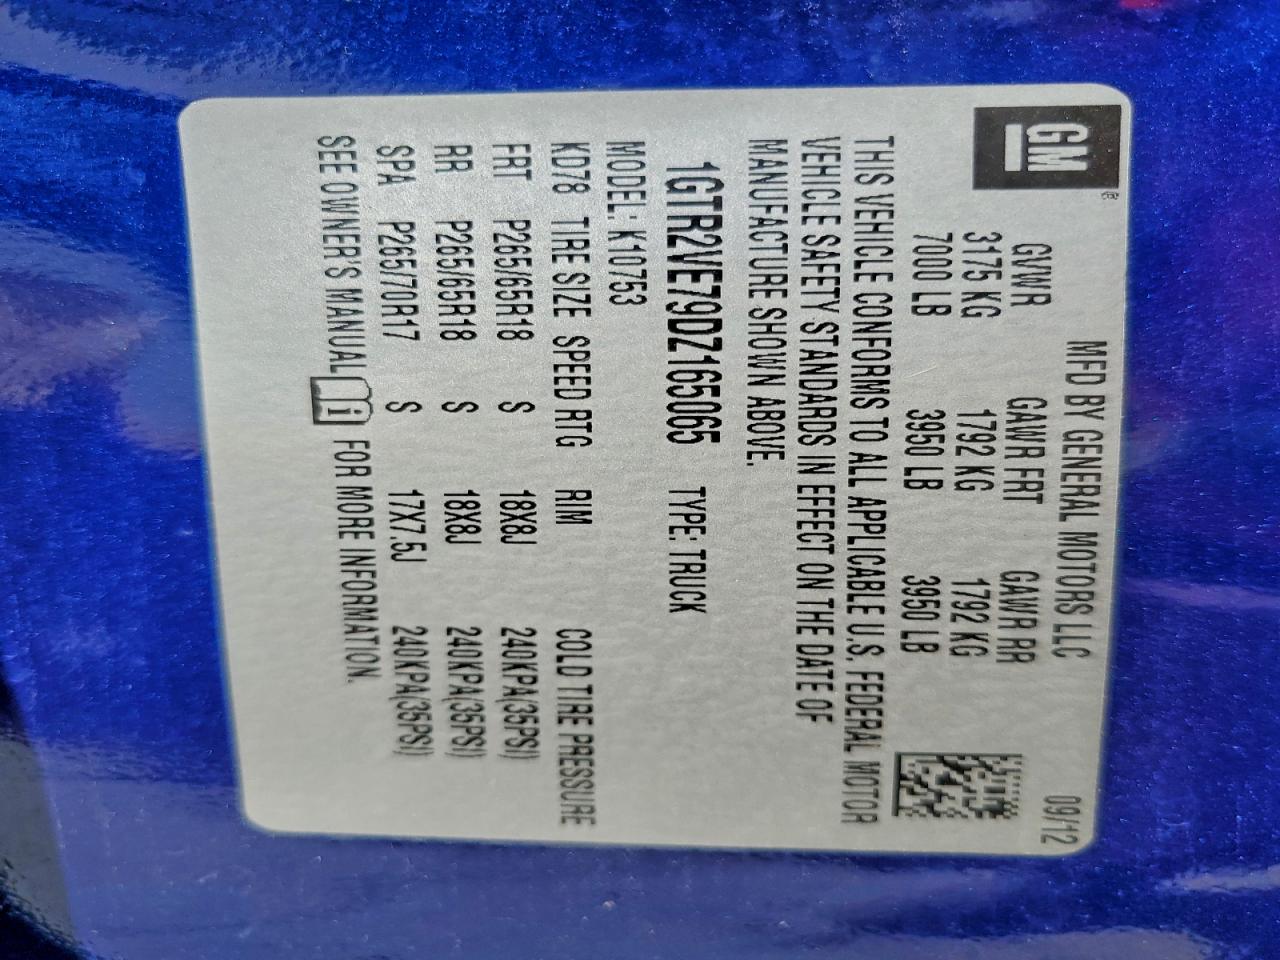 GM®
MFD BY GENERAL MOTORS LLC 09/12
GVWR GAWR FRT GAWR RR
3175 KG 1792 KG 1792 KG
7000 LB 3950 LB 3950 LB
THIS VEHICLE CONFORMS TO ALL APPLICABLE U.S. FEDERAL MOTOR
VEHICLE SAFETY STANDARDS IN EFFECT ON THE DATE OF
MANUFACTURE SHOWN ABOVE.
1GTR2VE79DZ165065 TYPE: TRUCK
MODEL: K10753
KD78 TIRE SIZE SPEED RTG RIM COLD TIRE PRESSURE
FRT P265/65R18 S 18X8J 240KPA(35PSI)
RR P265/65R18 S 18X8J 240KPA(35PSI)
SPA P265/70R17 S 17X7.5J 240KPA(35PSI)
SEE OWNER'S MANUAL i FOR MORE INFORMATION.